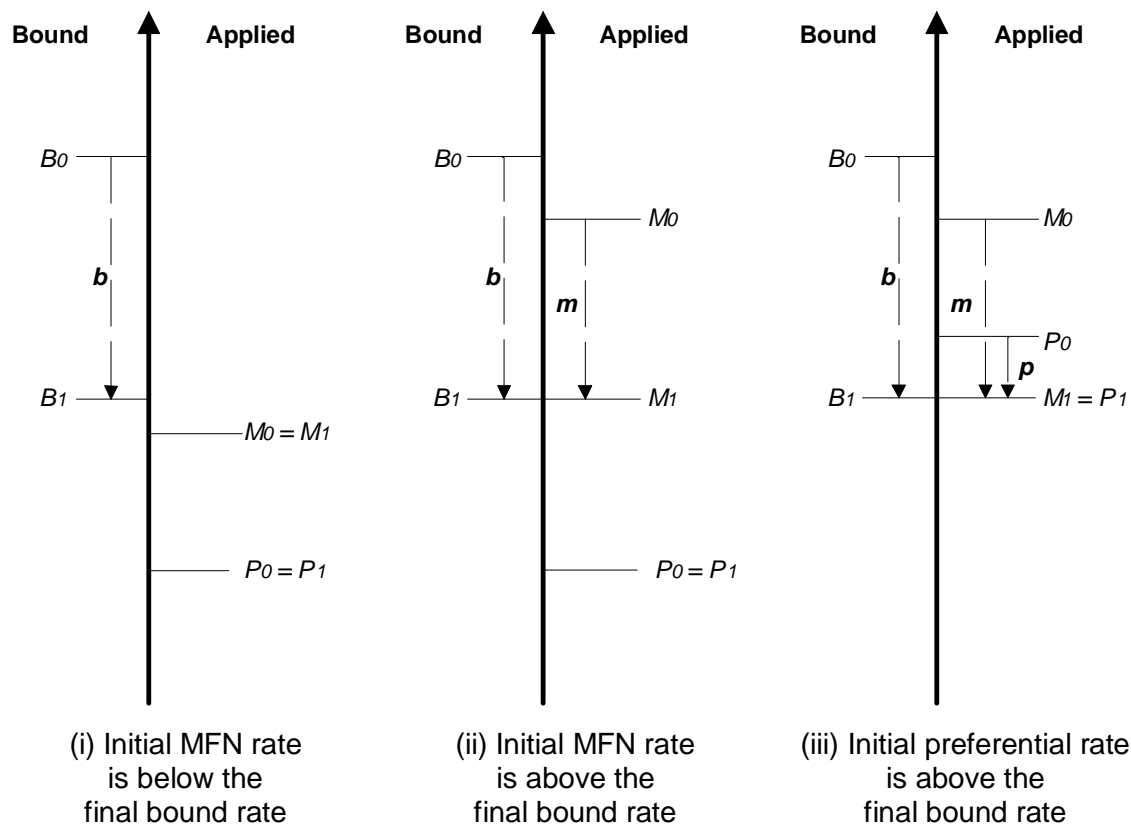 Bound Applied Bound Applied Bound Applied
B0 B0 B0
M0 M0
b b m b m
P0
p
B1 B1 M1 B1 M1 = P1
M0 = M1
P0 = P1 P0 = P1
(i) Initial MFN rate
is below the
final bound rate
(ii) Initial MFN rate
is above the
final bound rate
(iii) Initial preferential rate
is above the
final bound rate